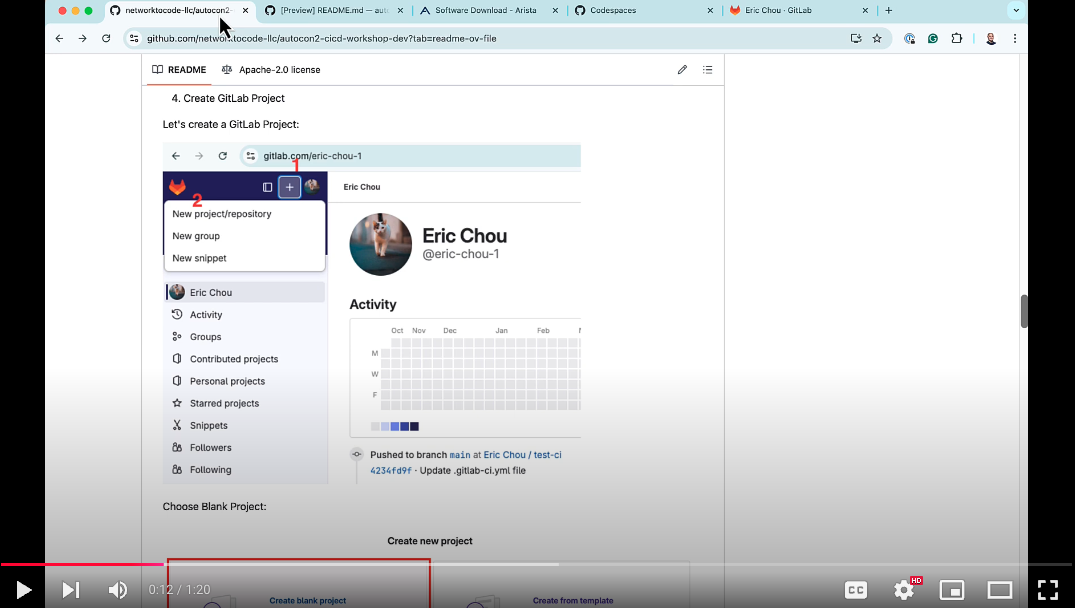 networktocode-llc/autocon2-
[Preview] README.md — auto
Software Download - Arista
Codespaces
Eric Chou · GitLab
github.com/networktocode-llc/autocon2-cicd-workshop-dev?tab=readme-ov-file
README
Apache-2.0 license
4. Create GitLab Project
Let's create a GitLab Project:
gitlab.com/eric-chou-1
1
Eric Chou
2
New project/repository
New group
New snippet
Eric Chou
@eric-chou-1
Eric Chou
Activity
Groups
Contributed projects
Personal projects
Starred projects
Snippets
Followers
Following
Activity
Oct Nov Dec Jan Feb
M
W
F
Pushed to branch main at Eric Chou / test-ci
4234fd9f · Update .gitlab-ci.yml file
Choose Blank Project:
Create new project
Create blank project
Create from template
0:12 / 1:20
CC
HD